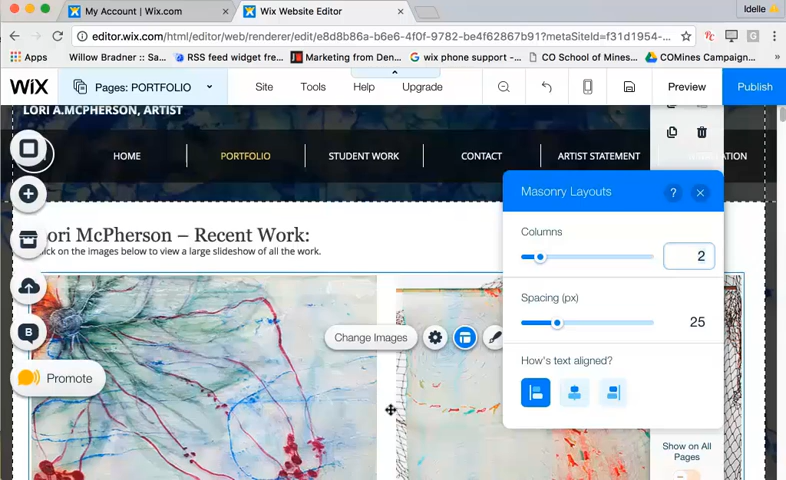 My Account | Wix.com
Wix Website Editor
Idelle
editor.wix.com/html/editor/web/renderer/edit/e8d8b86a-b6e6-4f0f-9782-be4f62867b91?metaSiteId=f31d1954-...
Apps
Willow Bradner – Sa...
RSS feed widget fre...
Marketing from Den...
wix phone support -...
CO School of Mines...
COMines Campaign...
WiX
Pages: PORTFOLIO
Site
Tools
Help
Upgrade
Preview
Publish
LORI A.MCPHERSON, ARTIST
HOME
PORTFOLIO
STUDENT WORK
CONTACT
ARTIST STATEMENT
Masonry Layouts
?
Columns
2
Spacing (px)
25
How's text aligned?
ori McPherson – Recent Work:
lick on the images below to view a large slideshow of all the work.
Change Images
B
Promote
Show on All
Pages